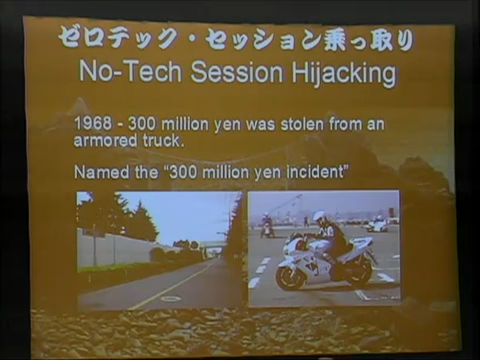 ゼロテック・セッション乗っ取り
No-Tech Session Hijacking
1968 - 300 million yen was stolen from an
armored truck.
Named the “300 million yen incident”